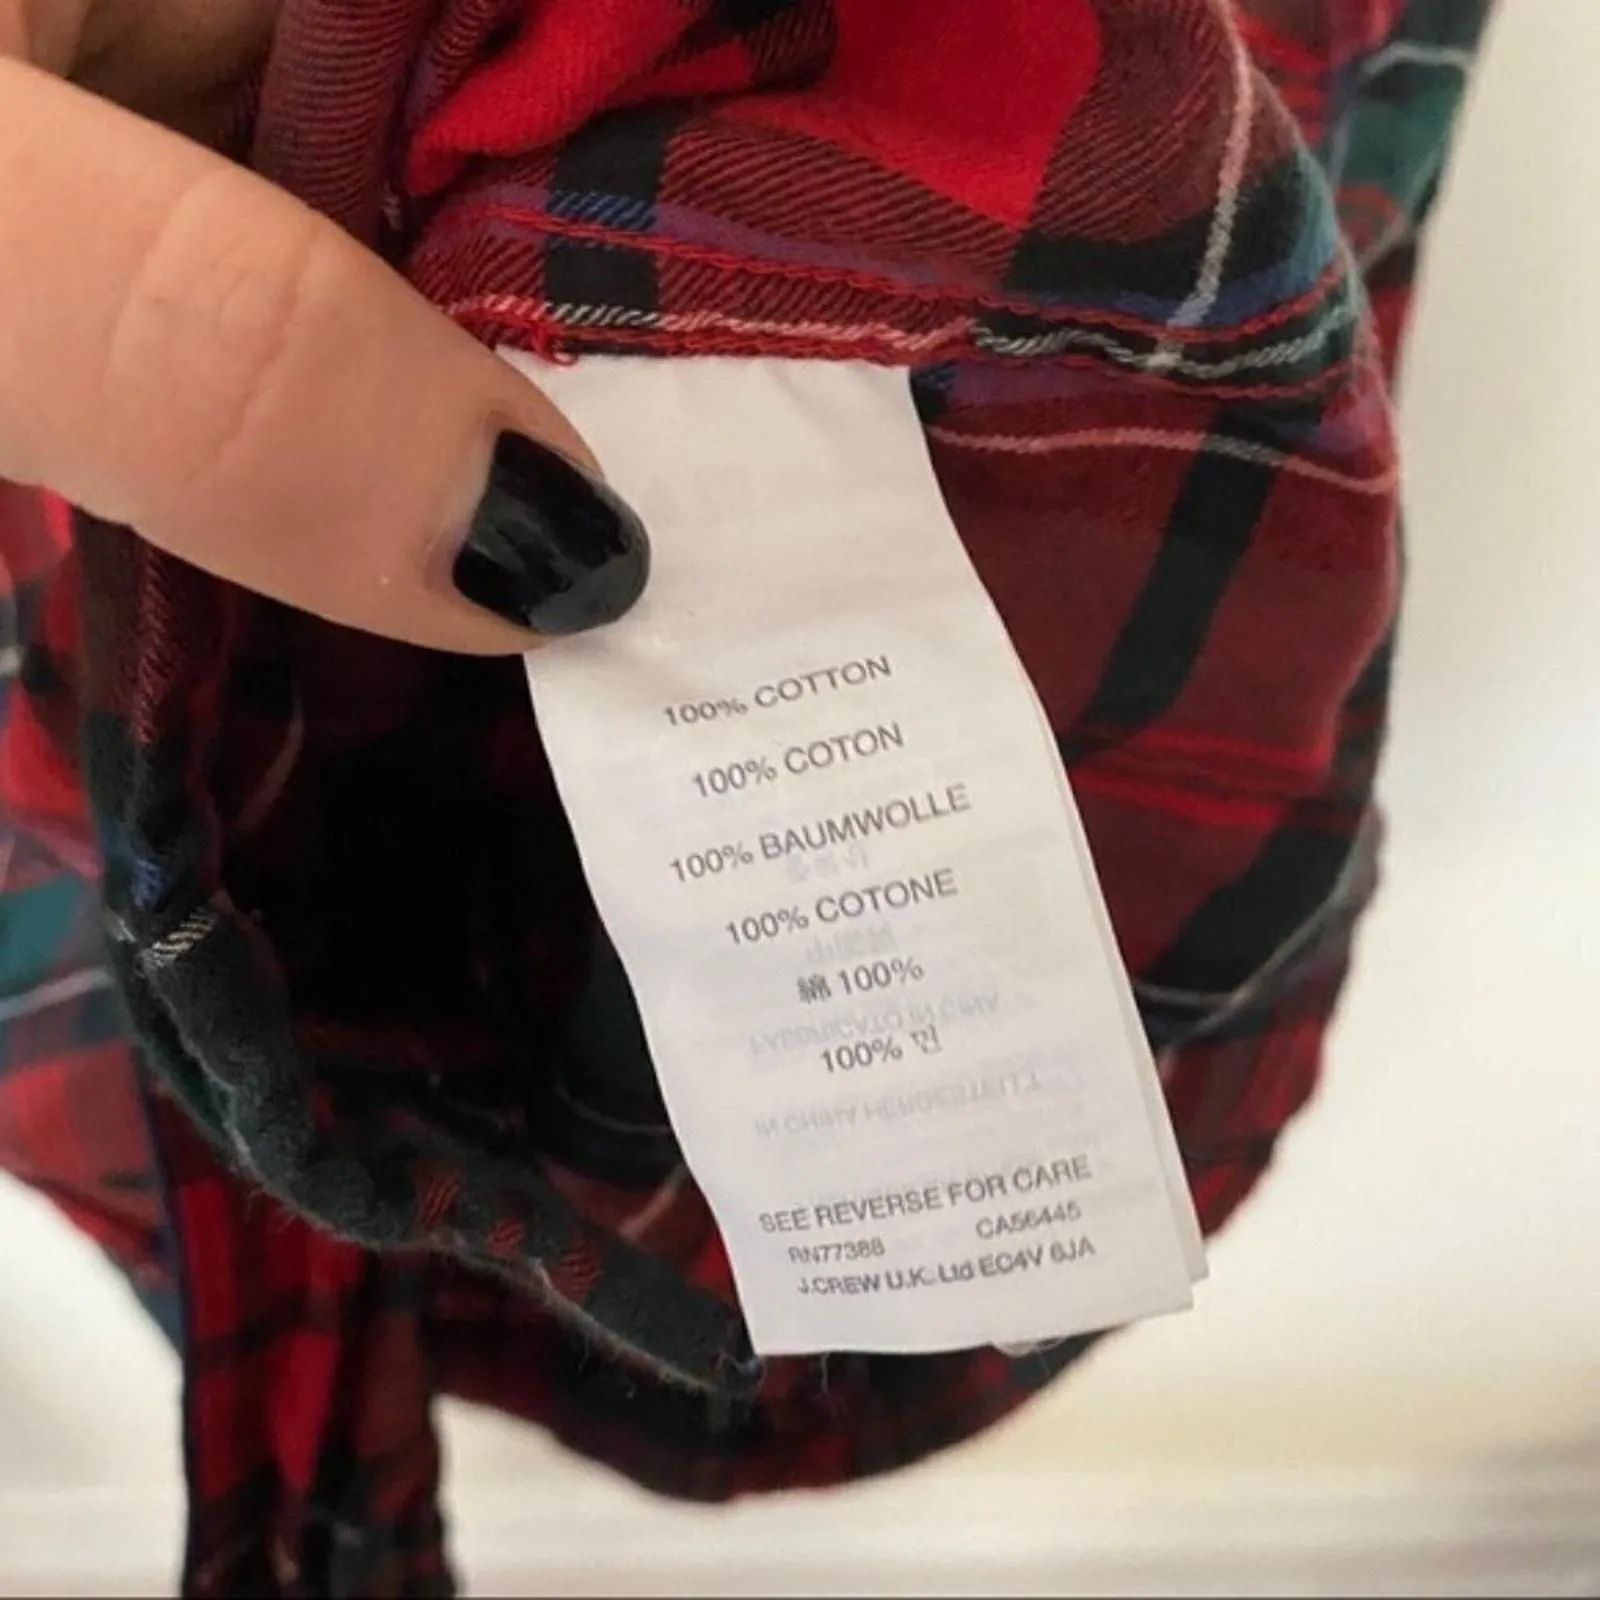 100% COTTON
100% COTON
100% BAUMWOLLE
100% COTONE
綿 100%
100% 면
SEE REVERSE FOR CARE
RN77388 CA56445
J.CREW U.K. Ltd EC4V 6JA